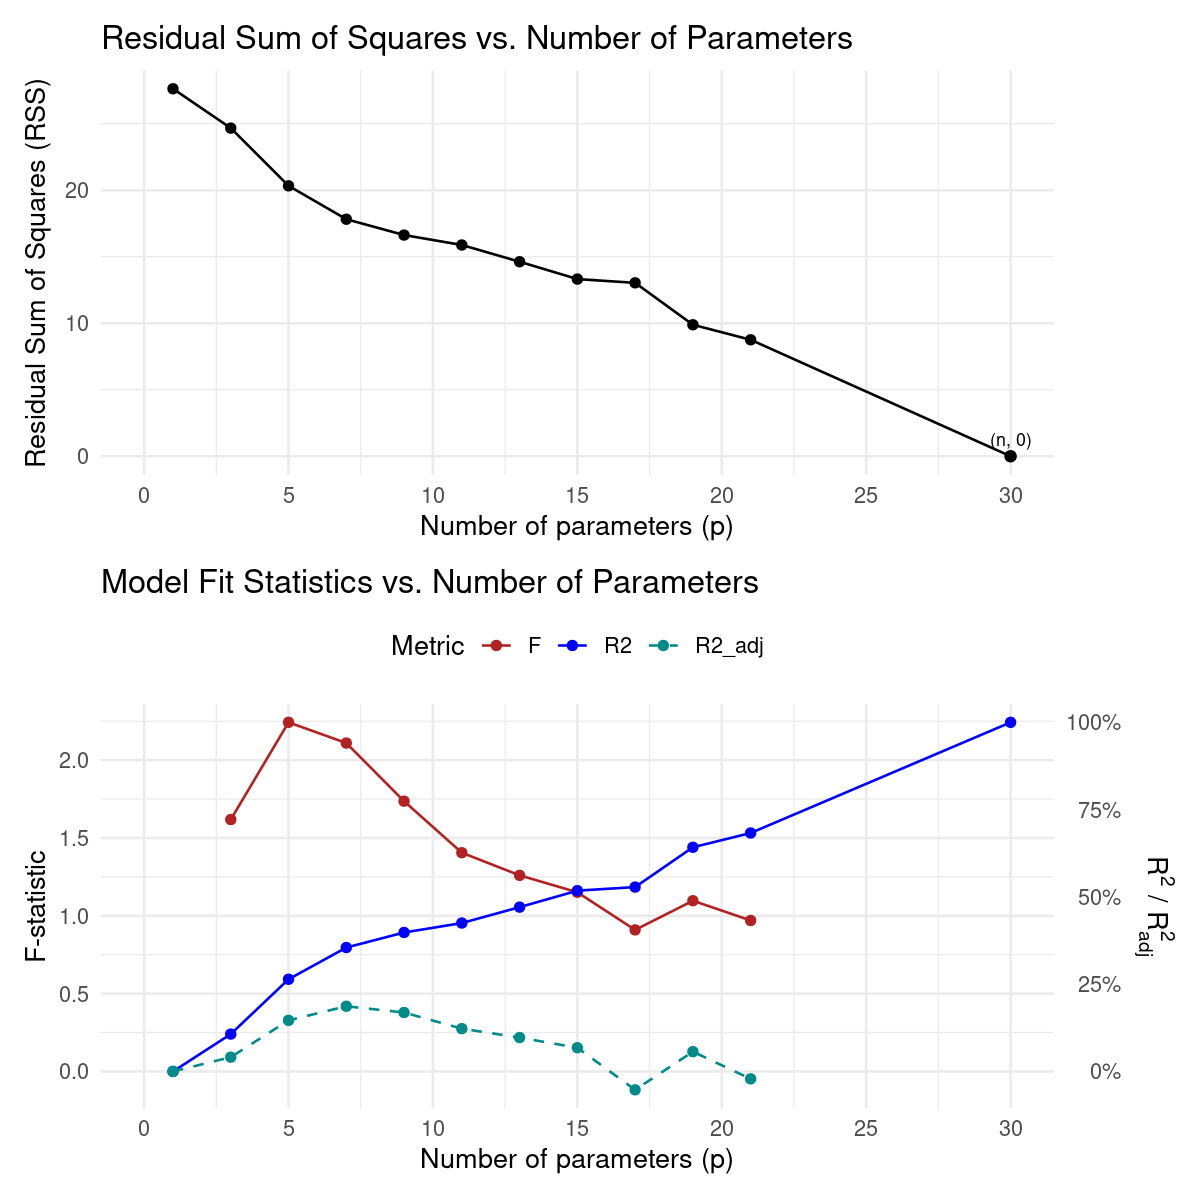 Residual Sum of Squares vs. Number of Parameters
Residual Sum of Squares (RSS)
20
10
0
(n, 0)
0 5 10 15 20 25 30
Number of parameters (p)
Model Fit Statistics vs. Number of Parameters
Metric F R2 R2_adj
F-statistic
2.0
1.5
1.0
0.5
0.0
100%
75%
50%
25%
0%
R² / R²adj
0 5 10 15 20 25 30
Number of parameters (p)